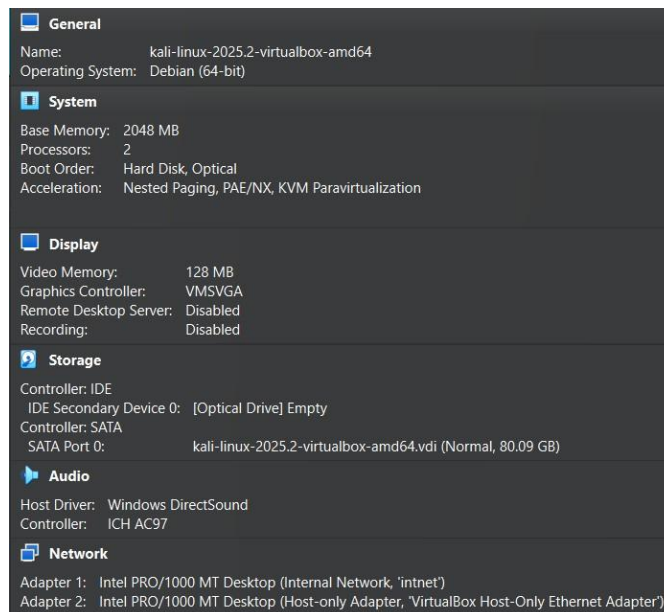 General
Name: kali-linux-2025.2-virtualbox-amd64
Operating System: Debian (64-bit)
System
Base Memory: 2048 MB
Processors: 2
Boot Order: Hard Disk, Optical
Acceleration: Nested Paging, PAE/NX, KVM Paravirtualization
Display
Video Memory: 128 MB
Graphics Controller: VMSVGA
Remote Desktop Server: Disabled
Recording: Disabled
Storage
Controller: IDE
IDE Secondary Device 0: [Optical Drive] Empty
Controller: SATA
SATA Port 0: kali-linux-2025.2-virtualbox-amd64.vdi (Normal, 80.09 GB)
Audio
Host Driver: Windows DirectSound
Controller: ICH AC97
Network
Adapter 1: Intel PRO/1000 MT Desktop (Internal Network, 'intnet')
Adapter 2: Intel PRO/1000 MT Desktop (Host-only Adapter, 'VirtualBox Host-Only Ethernet Adapter')